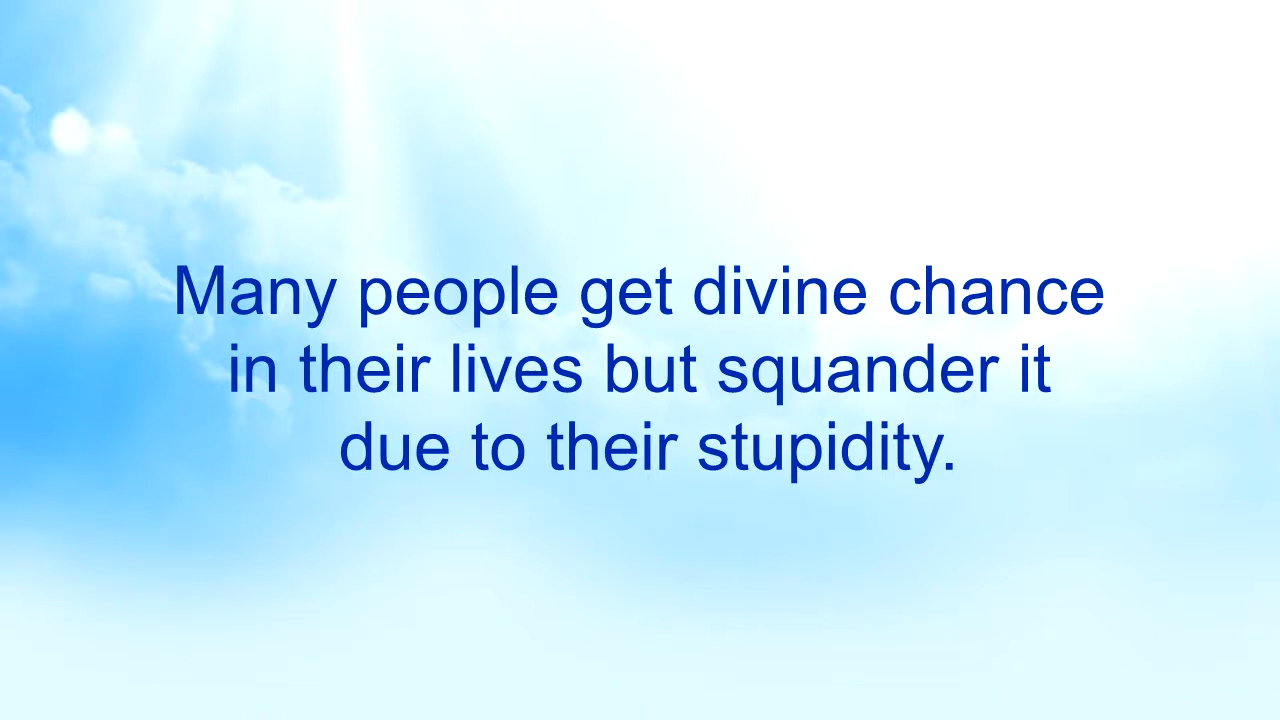 Many people get divine chance
in their lives but squander it
due to their stupidity.